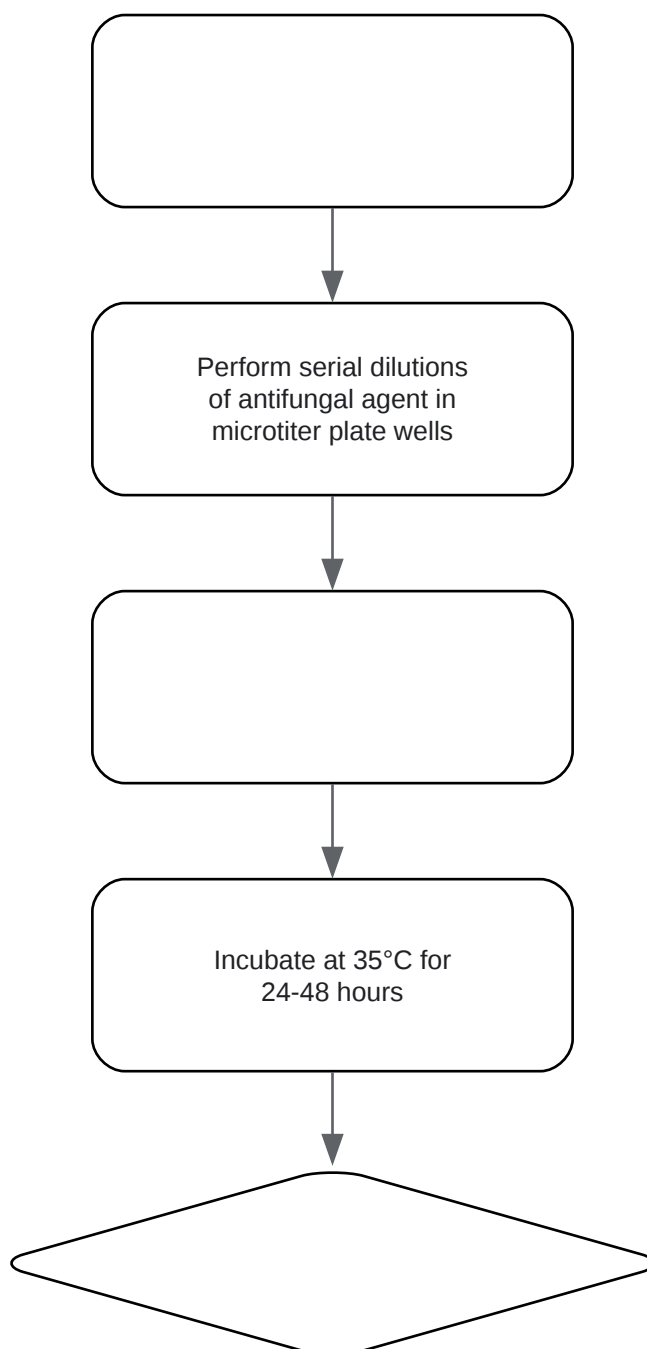 Perform serial dilutions
of antifungal agent in
microtiter plate wells
Incubate at 35°C for
24-48 hours